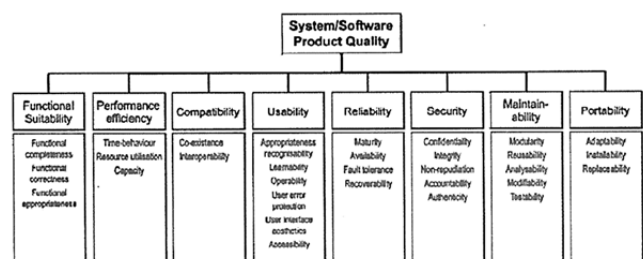 System/Software
Product Quality
Functional
Suitability
Performance
efficiency
Compatibility
Usability
Reliability
Security
Maintain-
ability
Portability
Functional
completeness
Functional
correctness
Functional
appropriateness
Time-behaviour
Resource utilisation
Capacity
Co-existence
Interoperability
Appropriateness
recognisability
Learnability
Operability
User error
protection
User interface
aesthetics
Accessibility
Maturity
Availability
Fault tolerance
Recoverability
Confidentiality
Integrity
Non-repudiation
Accountability
Authenticity
Modularity
Reusability
Analysability
Modifiability
Testability
Adaptability
Installability
Replaceability